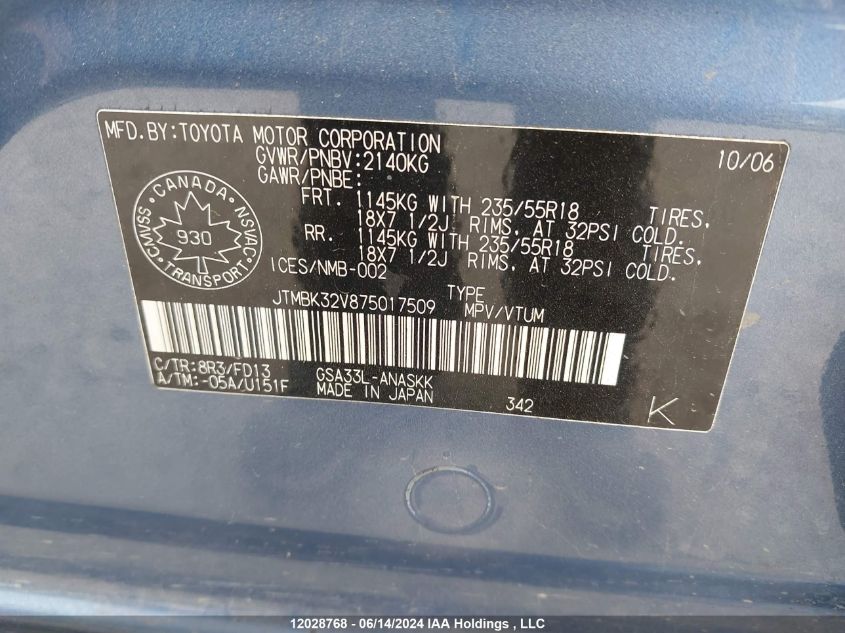 MFD.BY:TOYOTA MOTOR CORPORATION 10/06
GVWR/PNBV:2140KG
GAWR/PNBE:
FRT. 1145KG WITH 235/55R18 TIRES,
18X7 1/2J RIMS, AT 32PSI COLD.
RR. 1145KG WITH 235/55R18 TIRES,
18X7 1/2J RIMS, AT 32PSI COLD.
CANADA
CMVSS 930 NSVAC
TRANSPORT
ICES/NMB-002
JTMBK32V875017509 TYPE
MPV/VTUM
C/TR:8R3/FD13 GSA33L-ANASKK
A/TM:-05A/U151F MADE IN JAPAN 342 K
12028768 - 06/14/2024 IAA Holdings , LLC